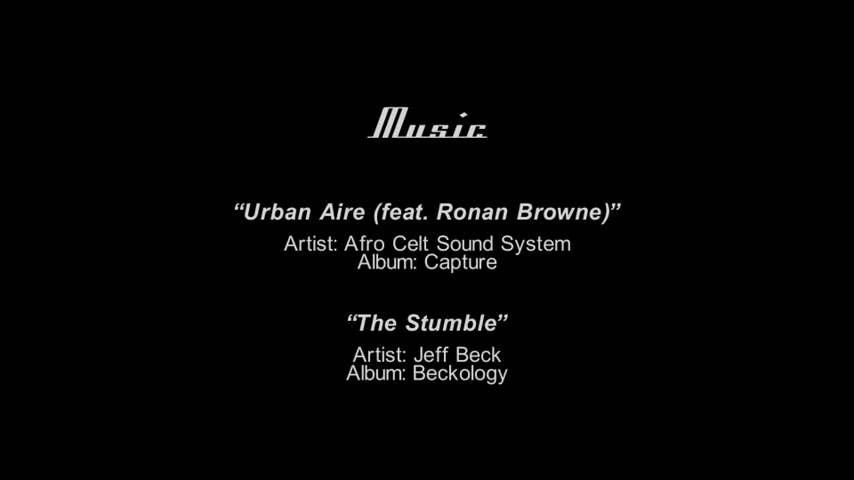 Music
“Urban Aire (feat. Ronan Browne)”
Artist: Afro Celt Sound System
Album: Capture
“The Stumble”
Artist: Jeff Beck
Album: Beckology